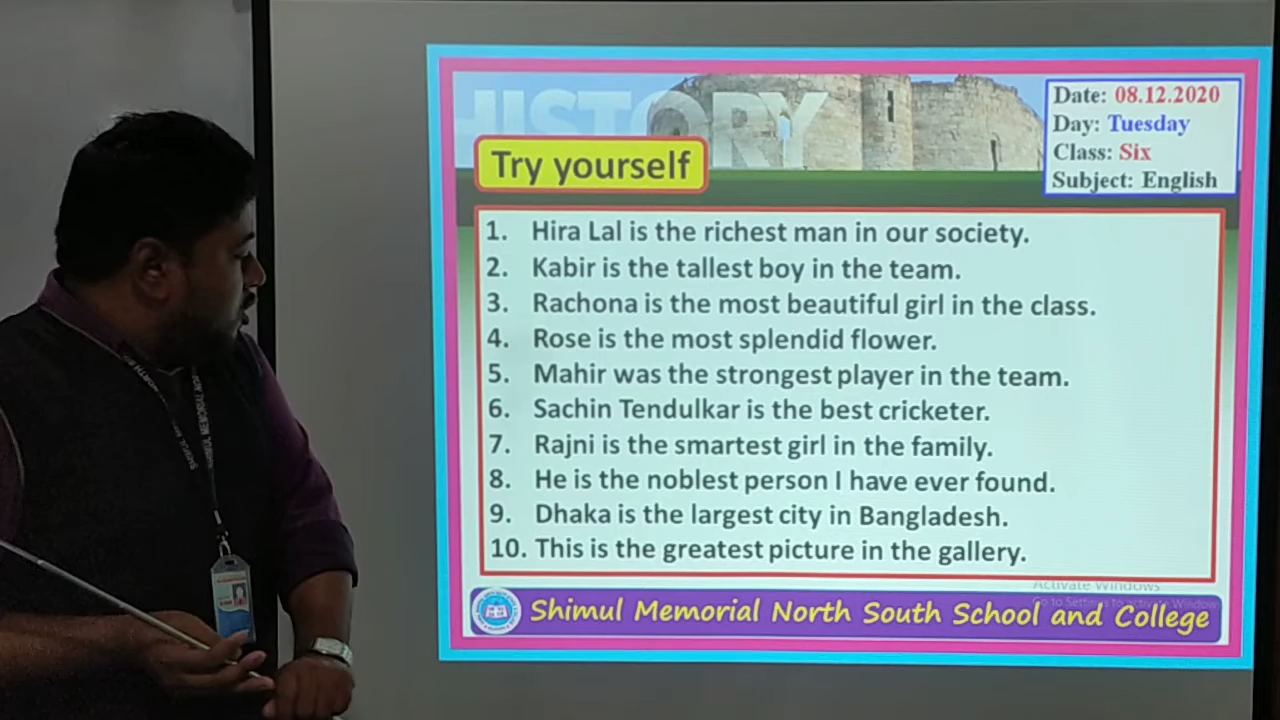 HISTORY
Date: 08.12.2020
Day: Tuesday
Class: Six
Subject: English
Try yourself
1. Hira Lal is the richest man in our society.
2. Kabir is the tallest boy in the team.
3. Rachona is the most beautiful girl in the class.
4. Rose is the most splendid flower.
5. Mahir was the strongest player in the team.
6. Sachin Tendulkar is the best cricketer.
7. Rajni is the smartest girl in the family.
8. He is the noblest person I have ever found.
9. Dhaka is the largest city in Bangladesh.
10. This is the greatest picture in the gallery.
Activate Windows
to Settings to activate Windows
Shimul Memorial North South School and College